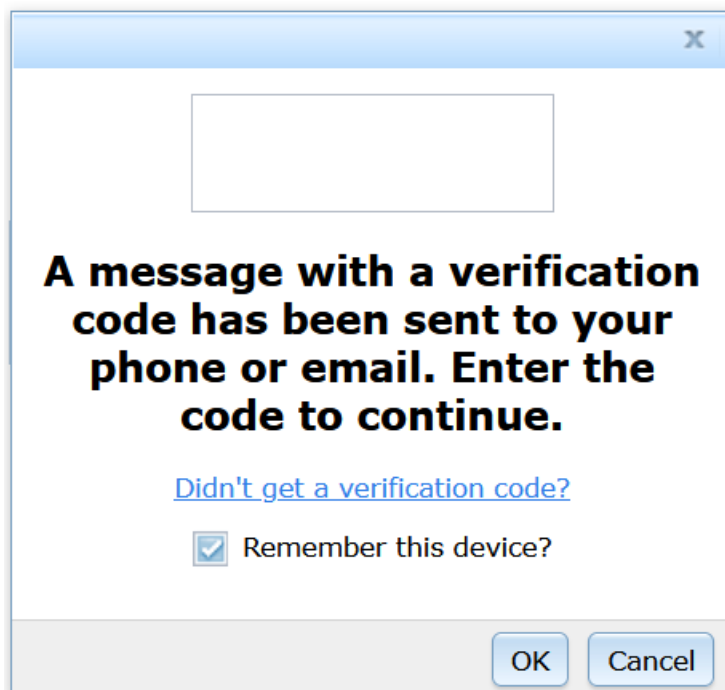 x
A message with a verification
code has been sent to your
phone or email. Enter the
code to continue.
Didn't get a verification code?
Remember this device?
OK Cancel